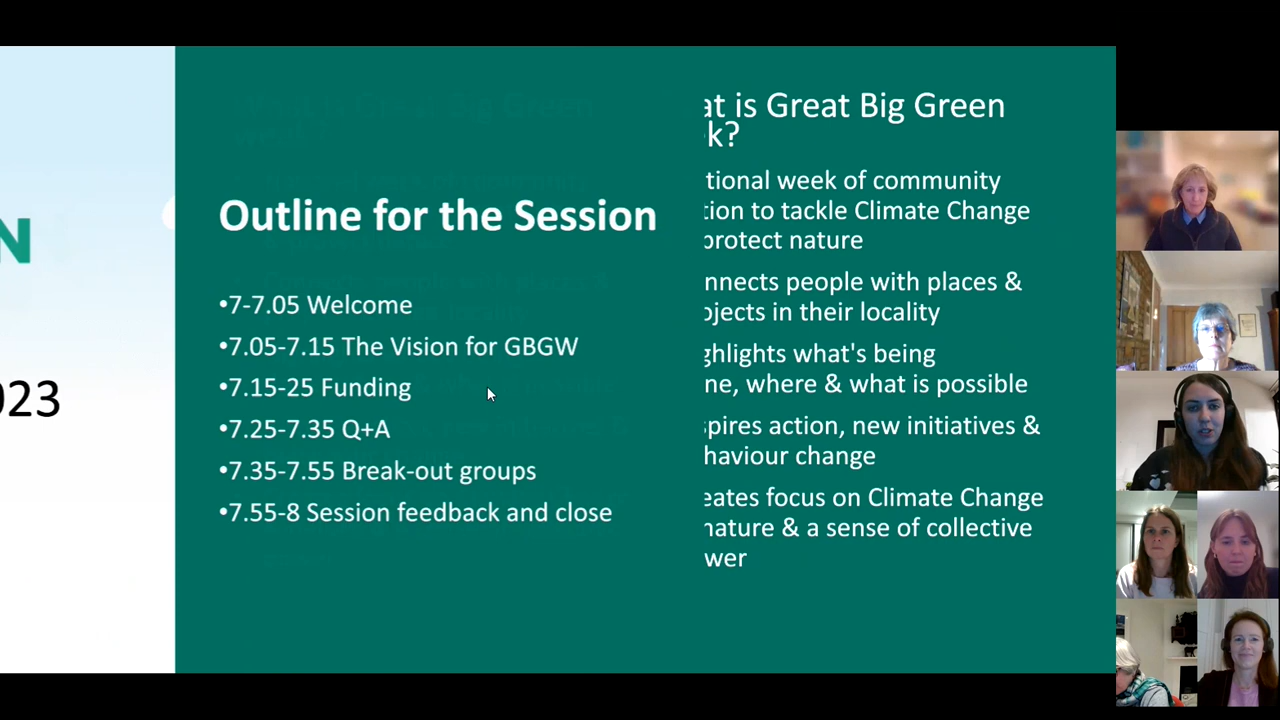 N
023
Outline for the Session
•7-7.05 Welcome
•7.05-7.15 The Vision for GBGW
•7.15-25 Funding
•7.25-7.35 Q+A
•7.35-7.55 Break-out groups
•7.55-8 Session feedback and close
at is Great Big Green
k?
tional week of community
tion to tackle Climate Change
protect nature
nnects people with places &
ojects in their locality
ghlights what's being
ne, where & what is possible
spires action, new initiatives &
haviour change
eates focus on Climate Change
nature & a sense of collective
wer